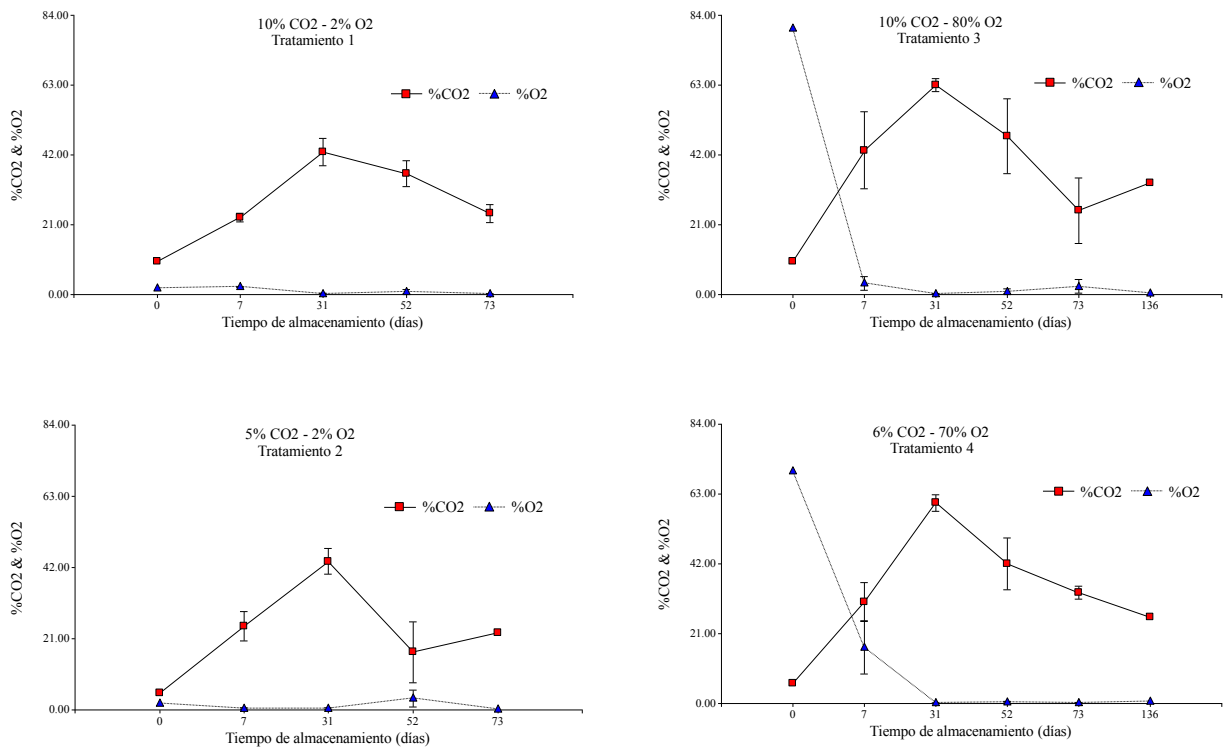 10% CO2 - 2% O2
Tratamiento 1
84.00
63.00
42.00
21.00
0.00
%CO2 & %O2
%CO2 %O2
0 7 31 52 73
Tiempo de almacenamiento (días)
10% CO2 - 80% O2
Tratamiento 3
84.00
63.00
42.00
21.00
0.00
%CO2 & %O2
%CO2 %O2
0 7 31 52 73 136
Tiempo de almacenamiento (días)
5% CO2 - 2% O2
Tratamiento 2
84.00
63.00
42.00
21.00
0.00
%CO2 & %O2
%CO2 %O2
0 7 31 52 73
Tiempo de almacenamiento (días)
6% CO2 - 70% O2
Tratamiento 4
84.00
63.00
42.00
21.00
0.00
%CO2 & %O2
%CO2 %O2
0 7 31 52 73 136
Tiempo de almacenamiento (días)